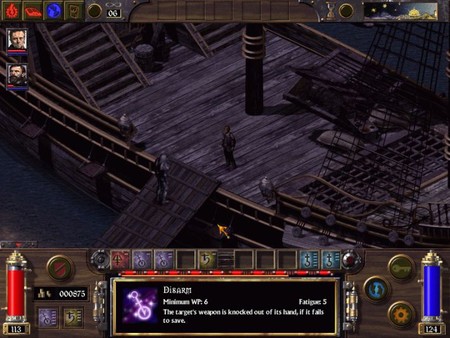 06
000875
Disarm
Minimum WP: 6
Fatigue: 5
The target's weapon is knocked out of its hand, if it fails
to save.
113
124